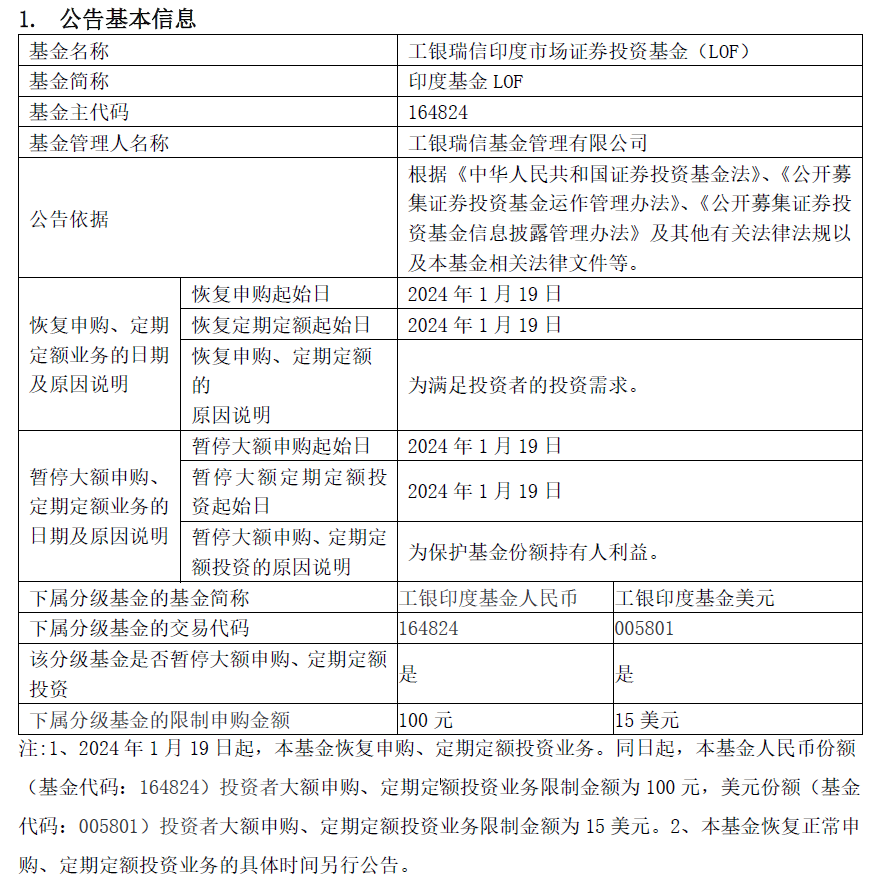 1. 公告基本信息
基金名称 工银瑞信印度市场证券投资基金（LOF）
基金简称 印度基金 LOF
基金主代码 164824
基金管理人名称 工银瑞信基金管理有限公司
公告依据
根据《中华人民共和国证券投资基金法》、《公开募
集证券投资基金运作管理办法》、《公开募集证券投
资基金信息披露管理办法》及其他有关法律法规以
及本基金相关法律文件等。
恢复申购、定期
定额业务的日期
及原因说明
恢复申购起始日 2024 年 1 月 19 日
恢复定期定额起始日 2024 年 1 月 19 日
恢复申购、定期定额
的
原因说明
为满足投资者的投资需求。
暂停大额申购、
定期定额业务的
日期及原因说明
暂停大额申购起始日 2024 年 1 月 19 日
暂停大额定期定额投
资起始日
2024 年 1 月 19 日
暂停大额申购、定期定
额投资的原因说明
为保护基金份额持有人利益。
下属分级基金的基金简称 工银印度基金人民币 工银印度基金美元
下属分级基金的交易代码 164824 005801
该分级基金是否暂停大额申购、定期定额
投资
是 是
下属分级基金的限制申购金额 100 元 15 美元
注:1、2024 年 1 月 19 日起，本基金恢复申购、定期定额投资业务。同日起，本基金人民币份额
（基金代码：164824）投资者大额申购、定期定额投资业务限制金额为 100 元，美元份额（基金
代码：005801）投资者大额申购、定期定额投资业务限制金额为 15 美元。2、本基金恢复正常申
购、定期定额投资业务的具体时间另行公告。